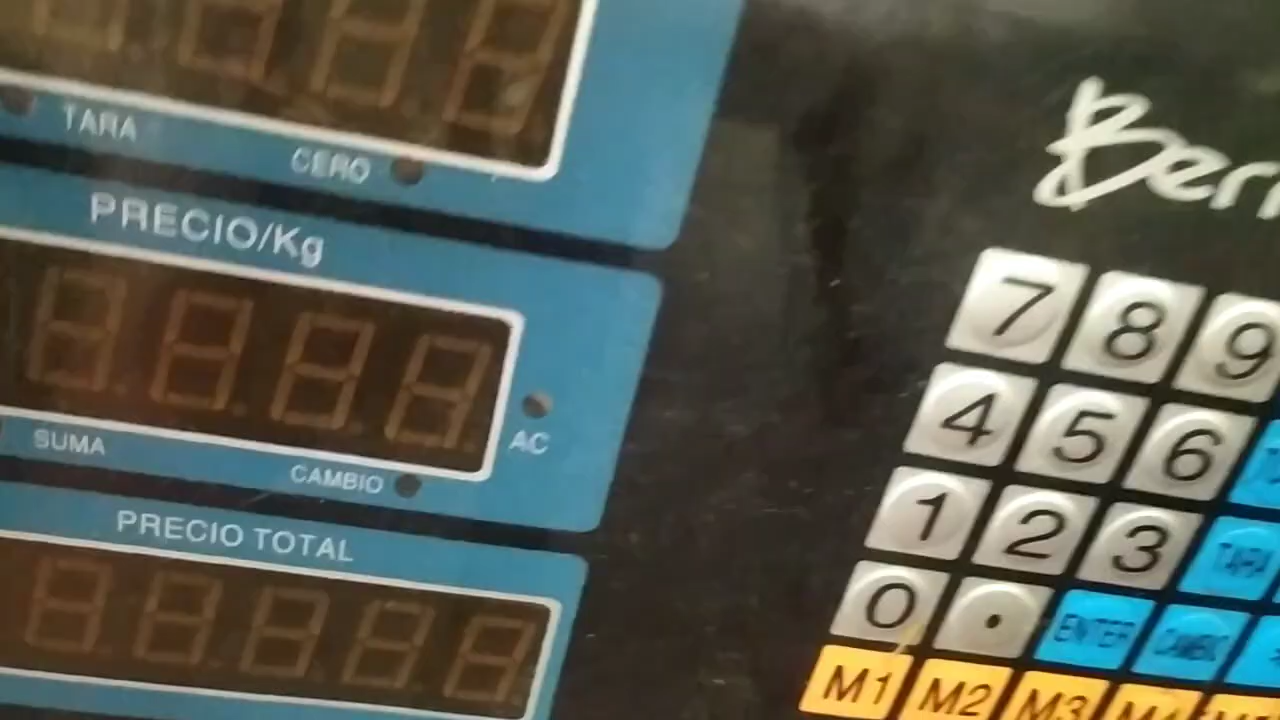 TARA
CERO
PRECIO/Kg
AC
SUMA
CAMBIO
PRECIO TOTAL
7 8 9
4 5 6
1 2 3
TARA
0 .
ENTER
CAMBIO
M1 M2 M3 M4